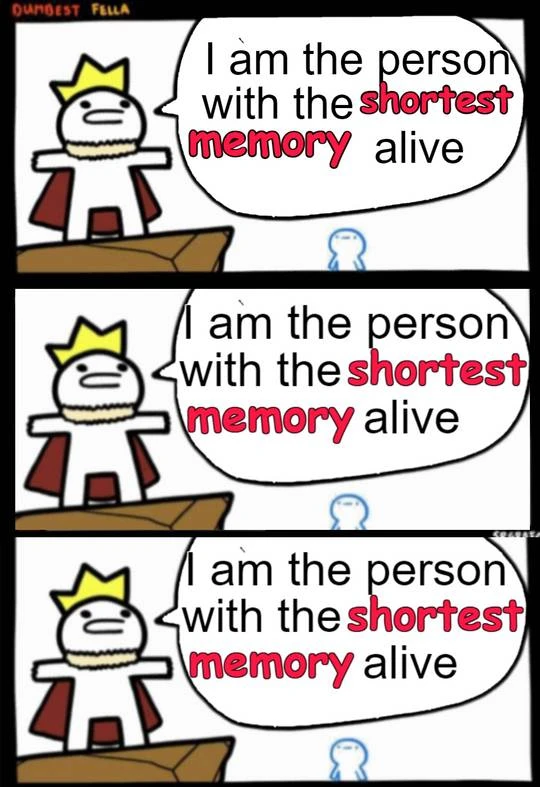 DUMBEST FELLA
I am the person
with the shortest
memory alive
I am the person
with the shortest
memory alive
I am the person
with the shortest
memory alive